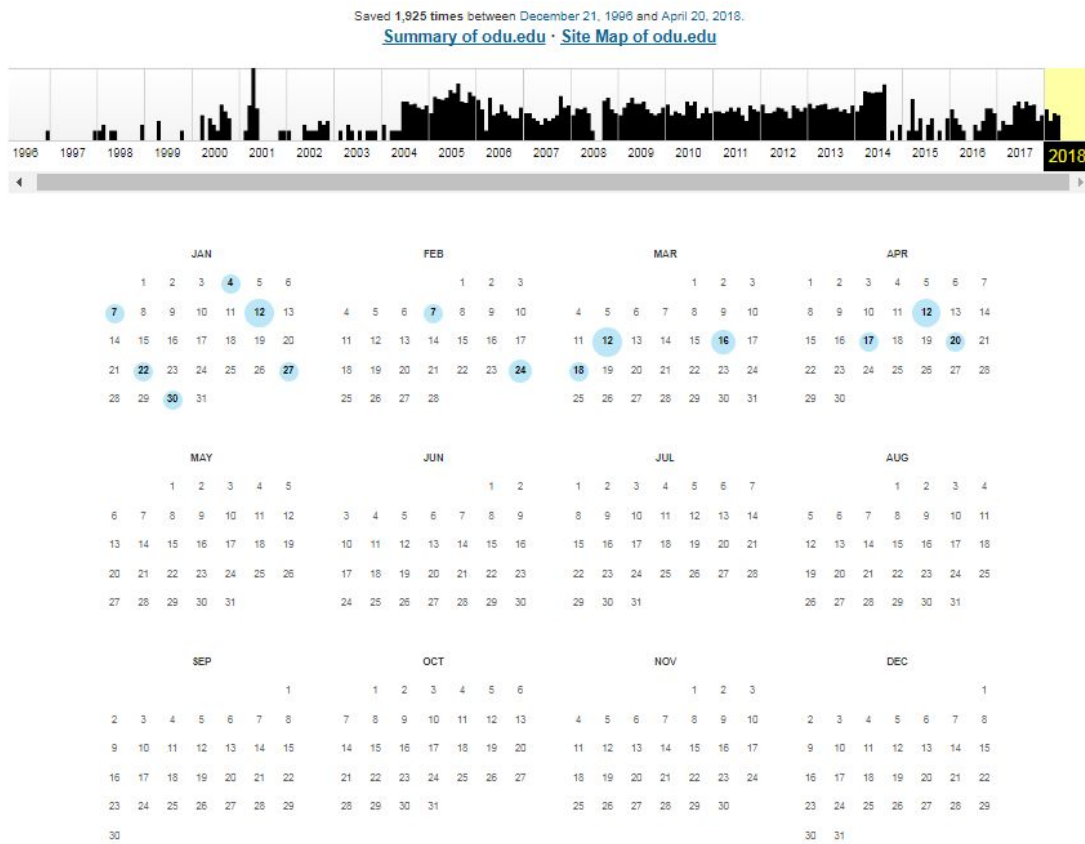 Saved 1,925 times between December 21, 1996 and April 20, 2018.
Summary of odu.edu · Site Map of odu.edu
1996 1997 1998 1999 2000 2001 2002 2003 2004 2005 2006 2007 2008 2009 2010 2011 2012 2013 2014 2015 2016 2017 2018
JAN FEB MAR APR
1 2 3 4 5 6 1 2 3 1 2 3 1 2 3 4 5 6 7
7 8 9 10 11 12 13 4 5 6 7 8 9 10 4 5 6 7 8 9 10 8 9 10 11 12 13 14
14 15 16 17 18 19 20 11 12 13 14 15 16 17 11 12 13 14 15 16 17 15 16 17 18 19 20 21
21 22 23 24 25 26 27 18 19 20 21 22 23 24 18 19 20 21 22 23 24 22 23 24 25 26 27 28
28 29 30 31 25 26 27 28 25 26 27 28 29 30 31 29 30
MAY JUN JUL AUG
1 2 3 4 5 1 2 1 2 3 4 5 6 7 1 2 3 4
6 7 8 9 10 11 12 3 4 5 6 7 8 9 8 9 10 11 12 13 14 5 6 7 8 9 10 11
13 14 15 16 17 18 19 10 11 12 13 14 15 16 15 16 17 18 19 20 21 12 13 14 15 16 17 18
20 21 22 23 24 25 26 17 18 19 20 21 22 23 22 23 24 25 26 27 28 19 20 21 22 23 24 25
27 28 29 30 31 24 25 26 27 28 29 30 29 30 31 26 27 28 29 30 31
SEP OCT NOV DEC
1 1 2 3 4 5 6 1 2 3 1
2 3 4 5 6 7 8 7 8 9 10 11 12 13 4 5 6 7 8 9 10 2 3 4 5 6 7 8
9 10 11 12 13 14 15 14 15 16 17 18 19 20 11 12 13 14 15 16 17 9 10 11 12 13 14 15
16 17 18 19 20 21 22 21 22 23 24 25 26 27 18 19 20 21 22 23 24 16 17 18 19 20 21 22
23 24 25 26 27 28 29 28 29 30 31 25 26 27 28 29 30 23 24 25 26 27 28 29
30 30 31